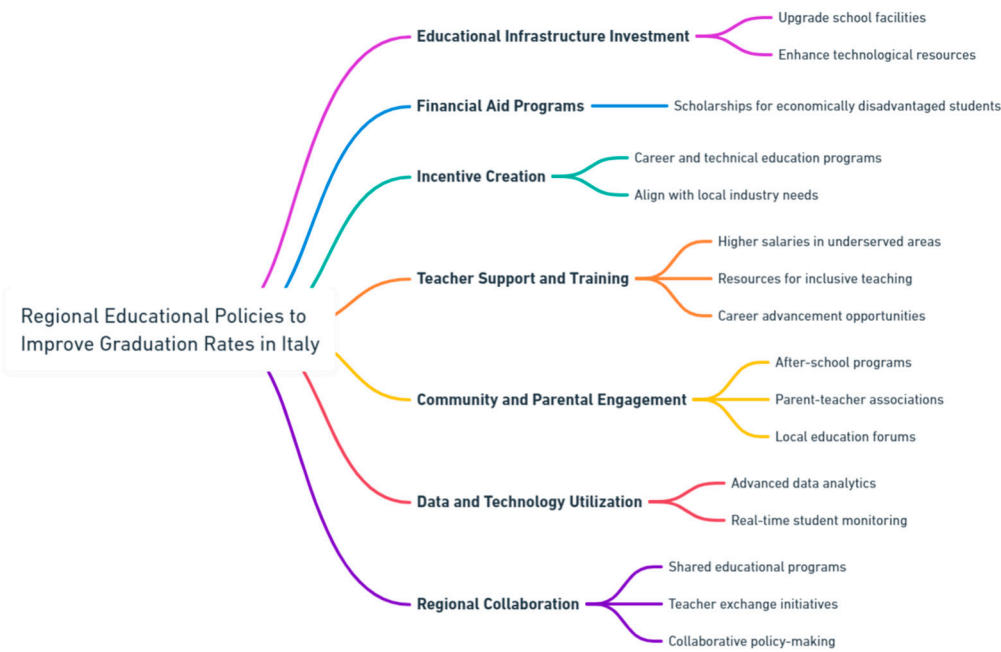 Regional Educational Policies to
Improve Graduation Rates in Italy
Educational Infrastructure Investment
Upgrade school facilities
Enhance technological resources
Financial Aid Programs
Scholarships for economically disadvantaged students
Incentive Creation
Career and technical education programs
Align with local industry needs
Teacher Support and Training
Higher salaries in underserved areas
Resources for inclusive teaching
Career advancement opportunities
Community and Parental Engagement
After-school programs
Parent-teacher associations
Local education forums
Data and Technology Utilization
Advanced data analytics
Real-time student monitoring
Regional Collaboration
Shared educational programs
Teacher exchange initiatives
Collaborative policy-making